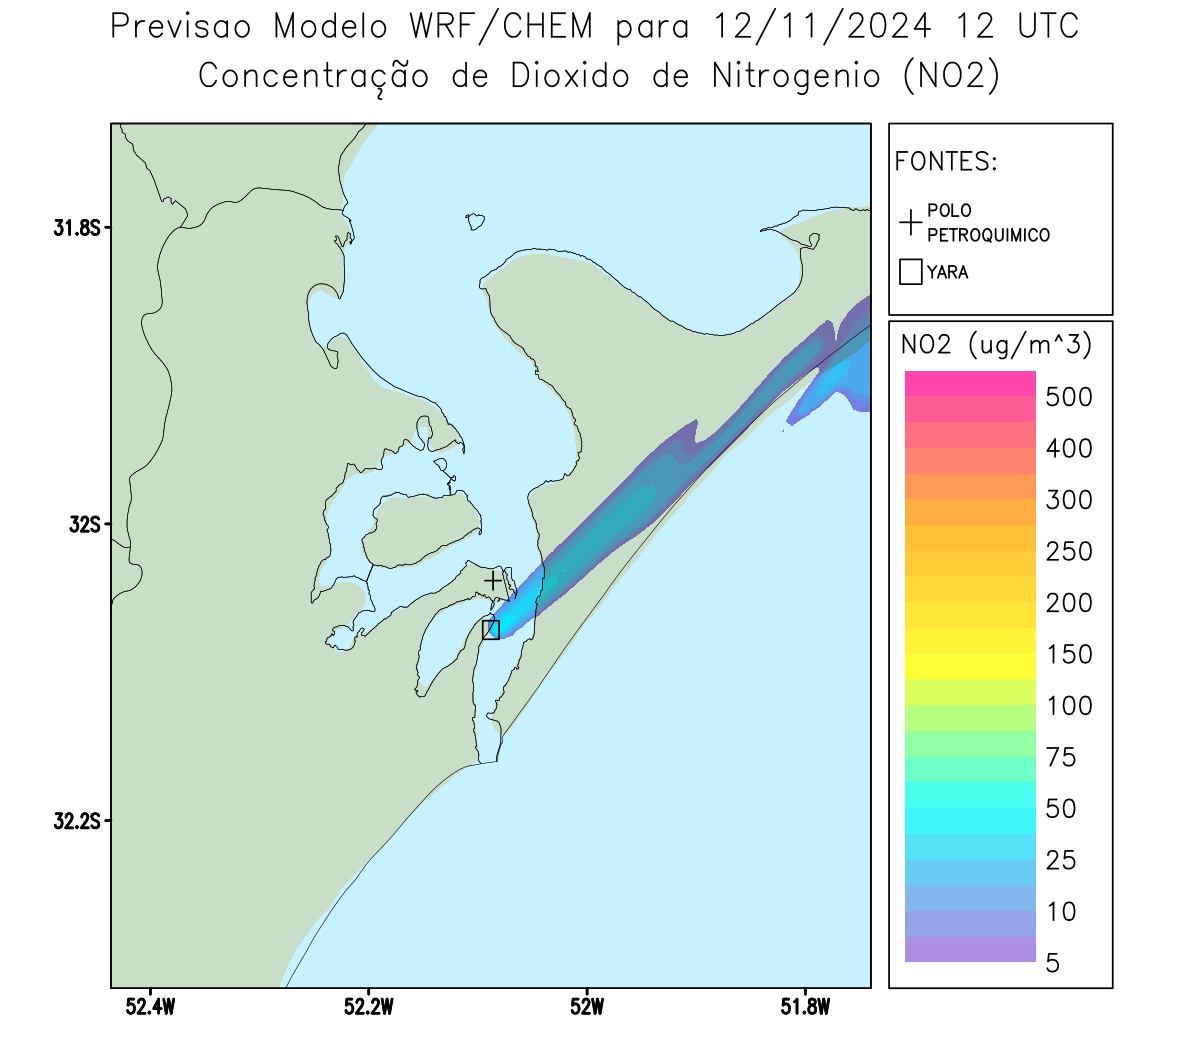 Previsao Modelo WRF/CHEM para 12/11/2024 12 UTC
Concentração de Dioxido de Nitrogenio (NO2)
FONTES:
POLO
PETROQUIMICO
YARA
31.8S
32S
32.2S
52.4W
52.2W
52W
51.8W
NO2 (ug/m^3)
500
400
300
250
200
150
100
75
50
25
10
5